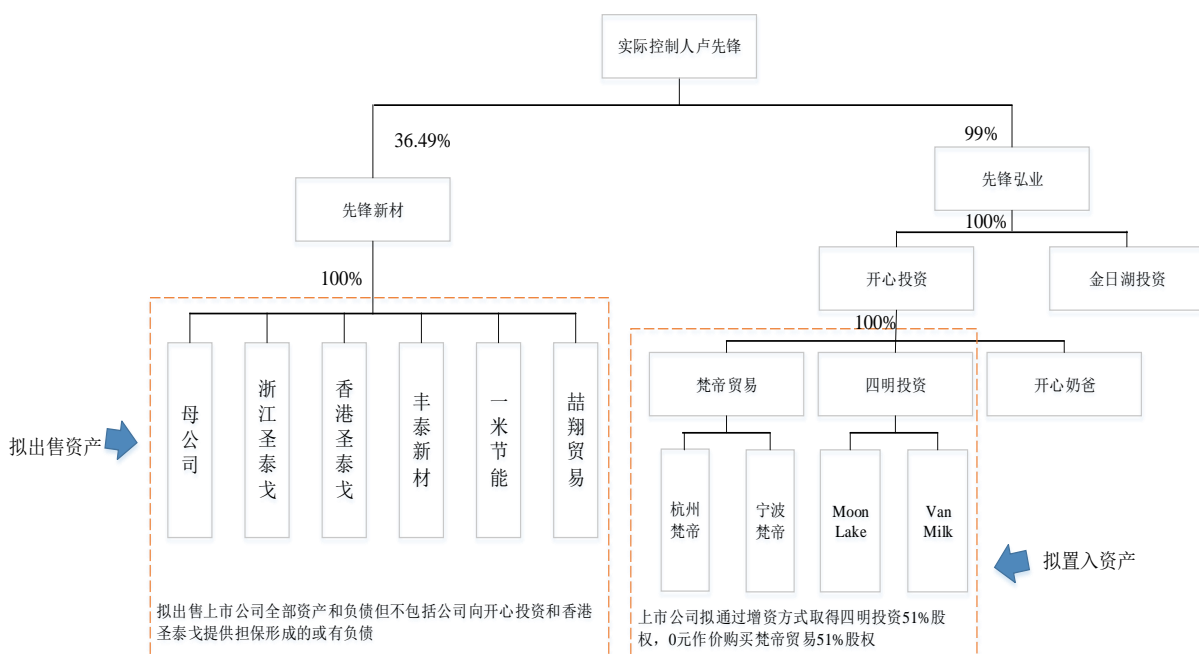 实际控制人卢先锋
36.49%
99%
先锋新材
先锋弘业
100%
100%
开心投资
金日湖投资
100%
母公司
浙江圣泰戈
香港圣泰戈
丰泰新材
一米节能
喆翔贸易
梵帝贸易
四明投资
开心奶爸
杭州
梵帝
宁波
梵帝
Moon
Lake
Van
Milk
拟出售资产
拟置入资产
拟出售上市公司全部资产和负债但不包括公司向开心投资和香港
圣泰戈提供担保形成的或有负债
上市公司拟通过增资方式取得四明投资51%股
权，0元作价购买梵帝贸易51%股权